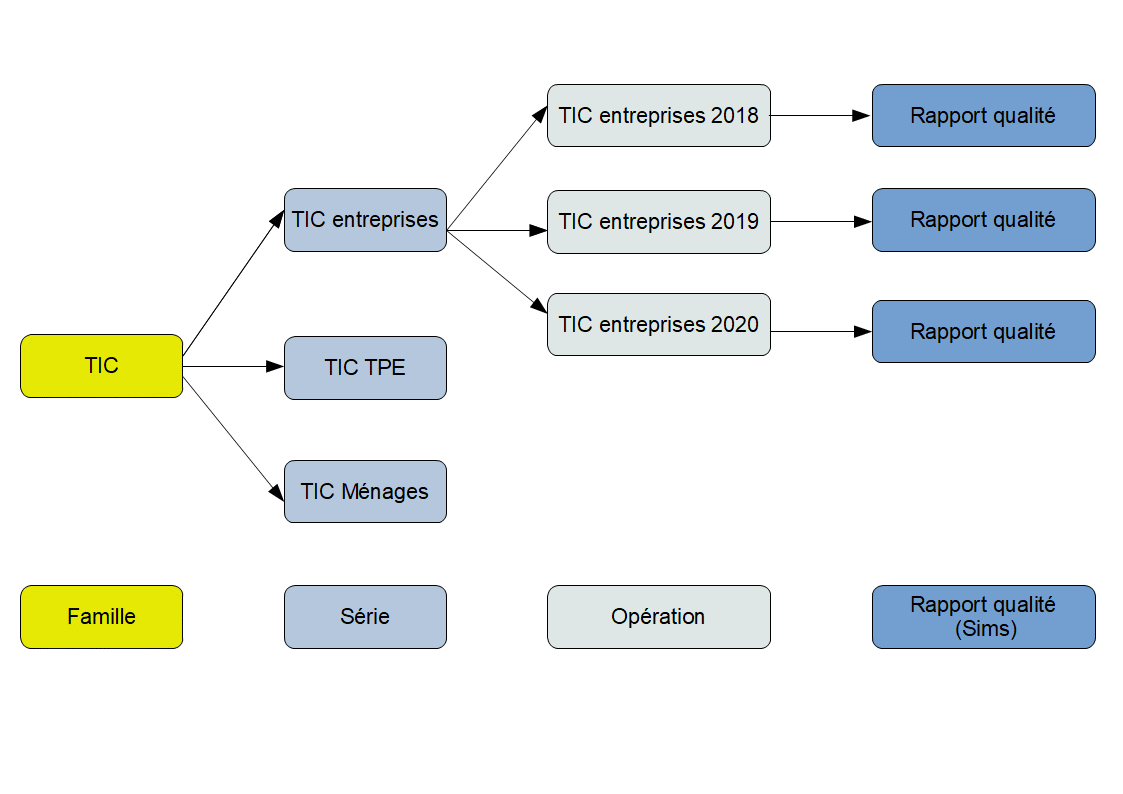 TIC entreprises 2018
Rapport qualité
TIC entreprises
TIC entreprises 2019
Rapport qualité
TIC entreprises 2020
Rapport qualité
TIC
TIC TPE
TIC Ménages
Famille
Série
Opération
Rapport qualité
(Sims)